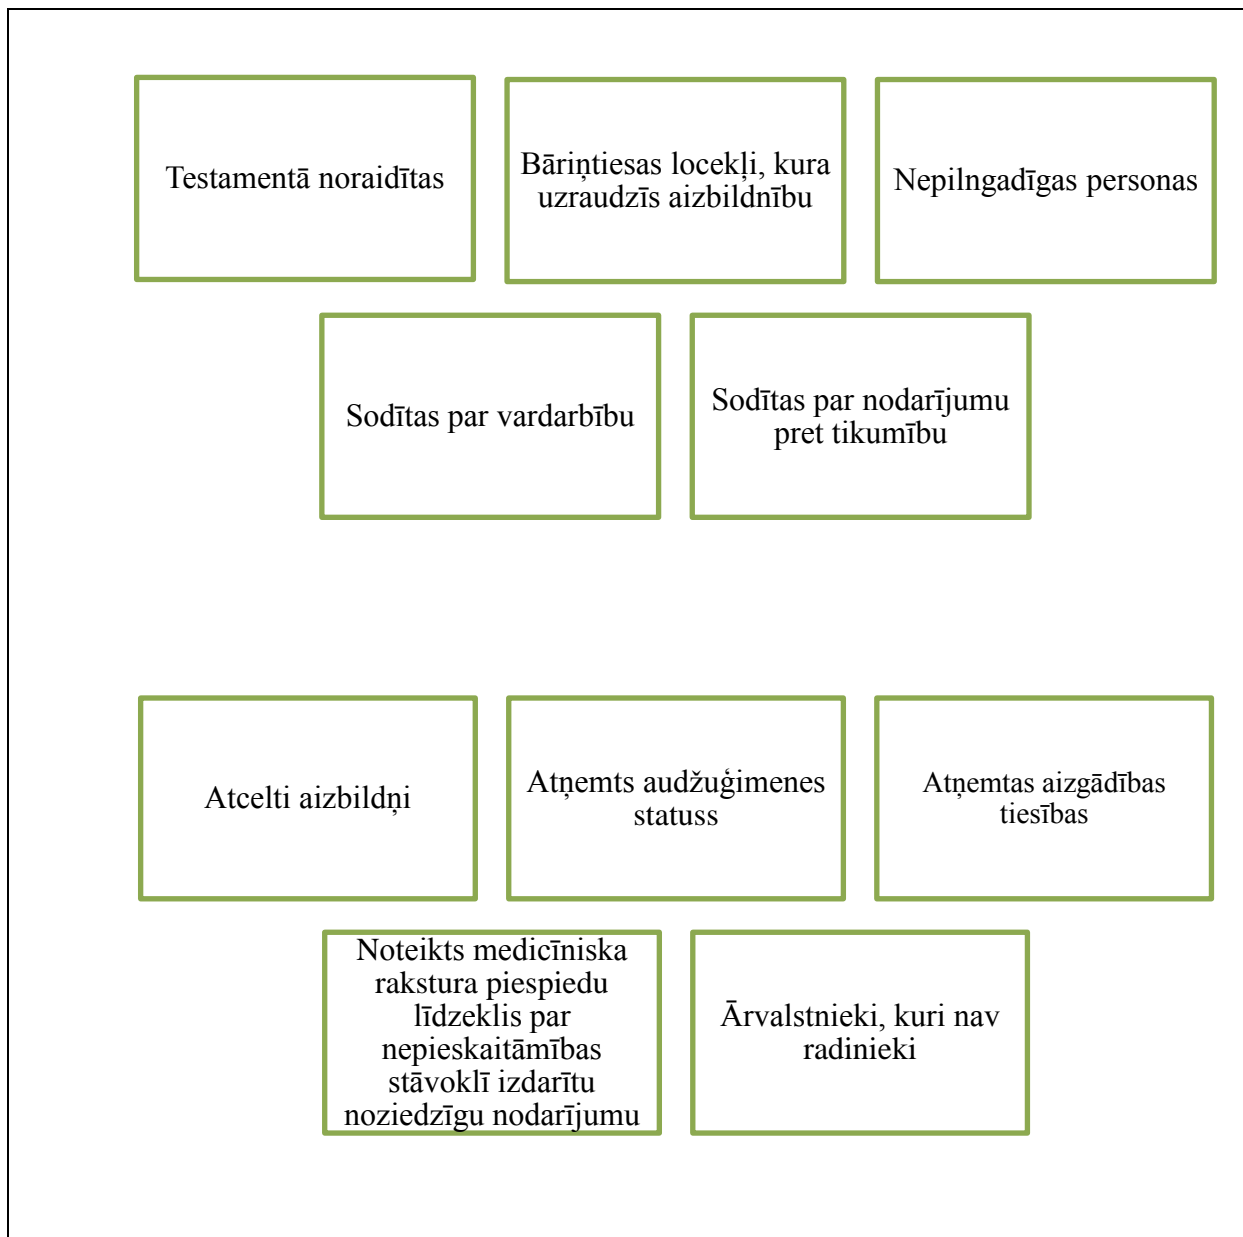 Testamentā noraidītas
Bāriņtiesas locekļi, kura
uzraudzīs aizbildnību
Nepilngadīgas personas
Sodītas par vardarbību
Sodītas par nodarījumu
pret tikumību
Atcelti aizbildņi
Atņemts audžuģimenes
statuss
Atņemtas aizgādības
tiesības
Noteikts medicīniska
rakstura piespiedu
līdzeklis par
nepieskaitāmības
stāvoklī izdarītu
noziedzīgu nodarījumu
Ārvalstnieki, kuri nav
radinieki